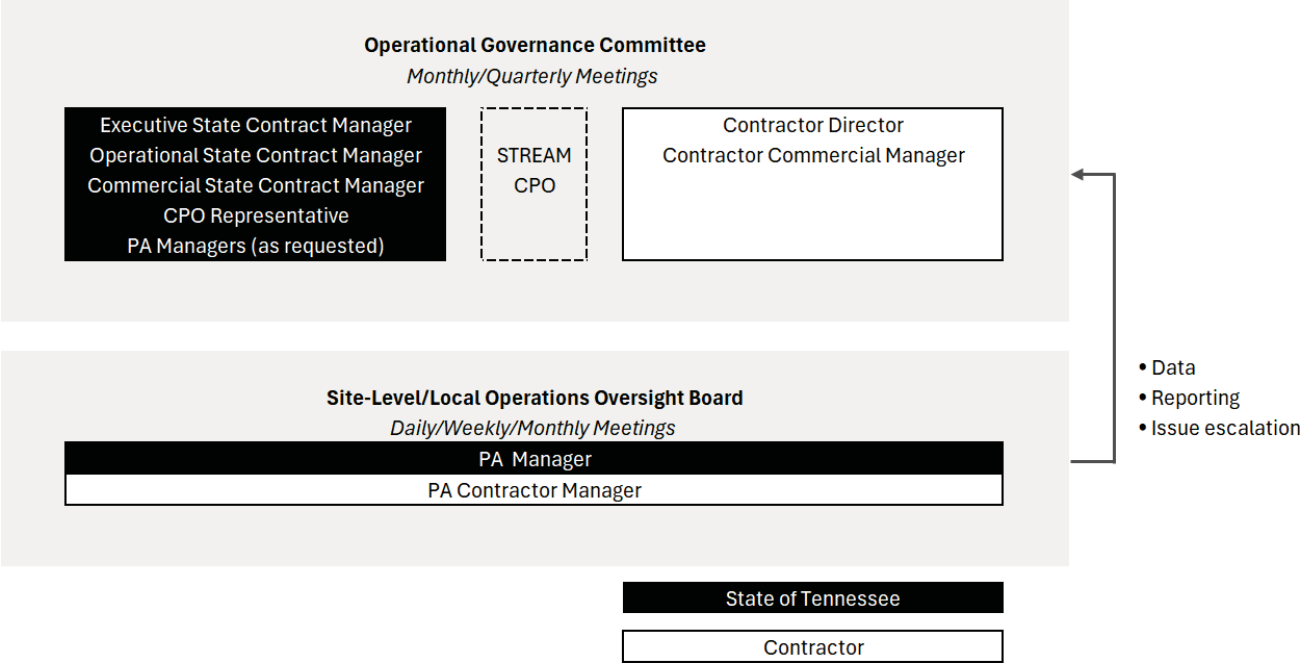 Operational Governance Committee
Monthly/Quarterly Meetings
Executive State Contract Manager
Operational State Contract Manager
Commercial State Contract Manager
CPO Representative
PA Managers (as requested)
STREAM
CPO
Contractor Director
Contractor Commercial Manager
Site-Level/Local Operations Oversight Board
Daily/Weekly/Monthly Meetings
PA Manager
PA Contractor Manager
• Data
• Reporting
• Issue escalation
State of Tennessee
Contractor